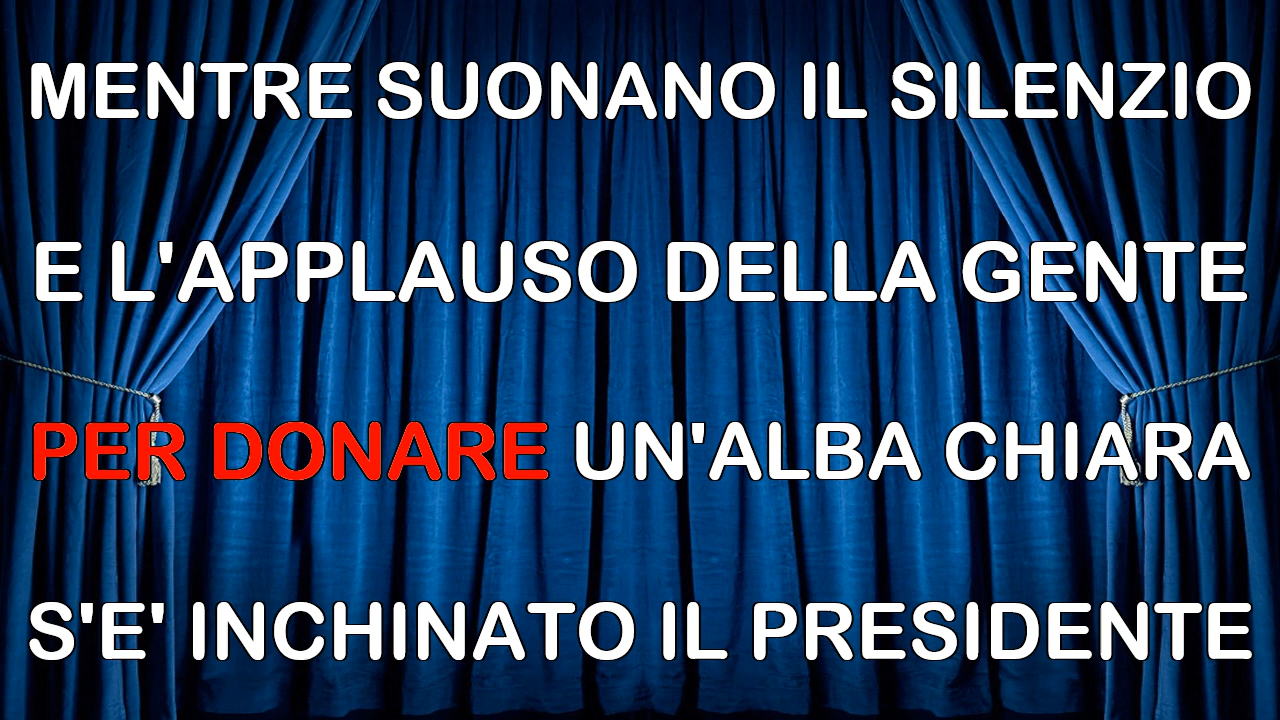 MENTRE SUONANO IL SILENZIO
E L'APPLAUSO DELLA GENTE
PER DONARE UN'ALBA CHIARA
S'E' INCHINATO IL PRESIDENTE